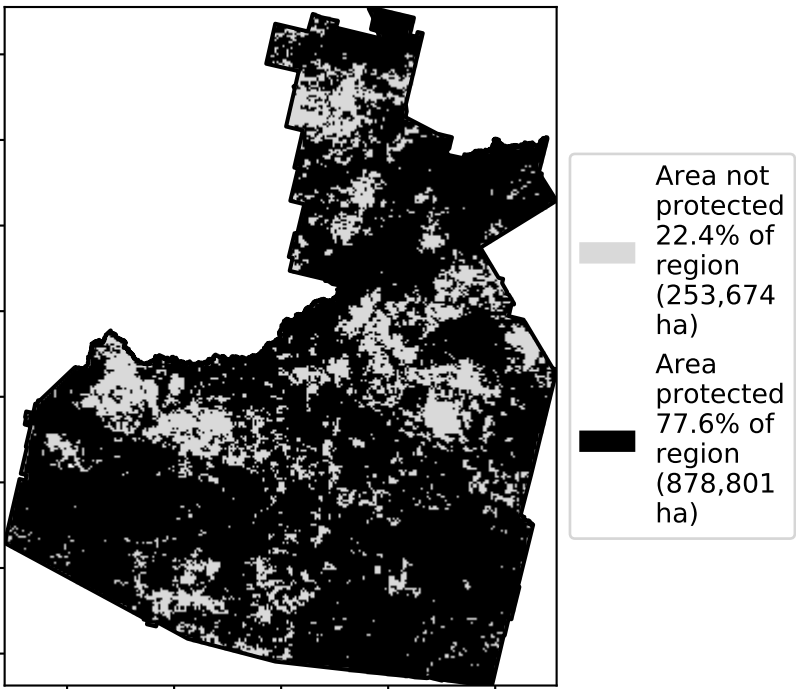 Area not
protected
22.4% of
region
(253,674
ha)
Area
protected
77.6% of
region
(878,801
ha)